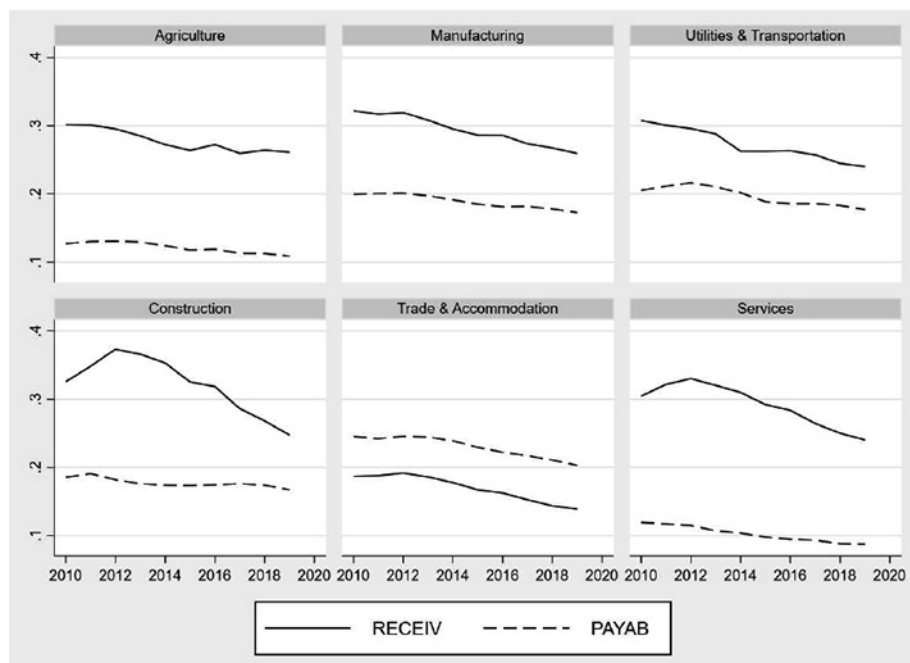 Agriculture
Manufacturing
Utilities & Transportation
.4
.3
.2
.1
Construction
Trade & Accommodation
Services
.4
.3
.2
.1
2010 2012 2014 2016 2018 2020
2010 2012 2014 2016 2018 2020
2010 2012 2014 2016 2018 2020
RECEIV
PAYAB